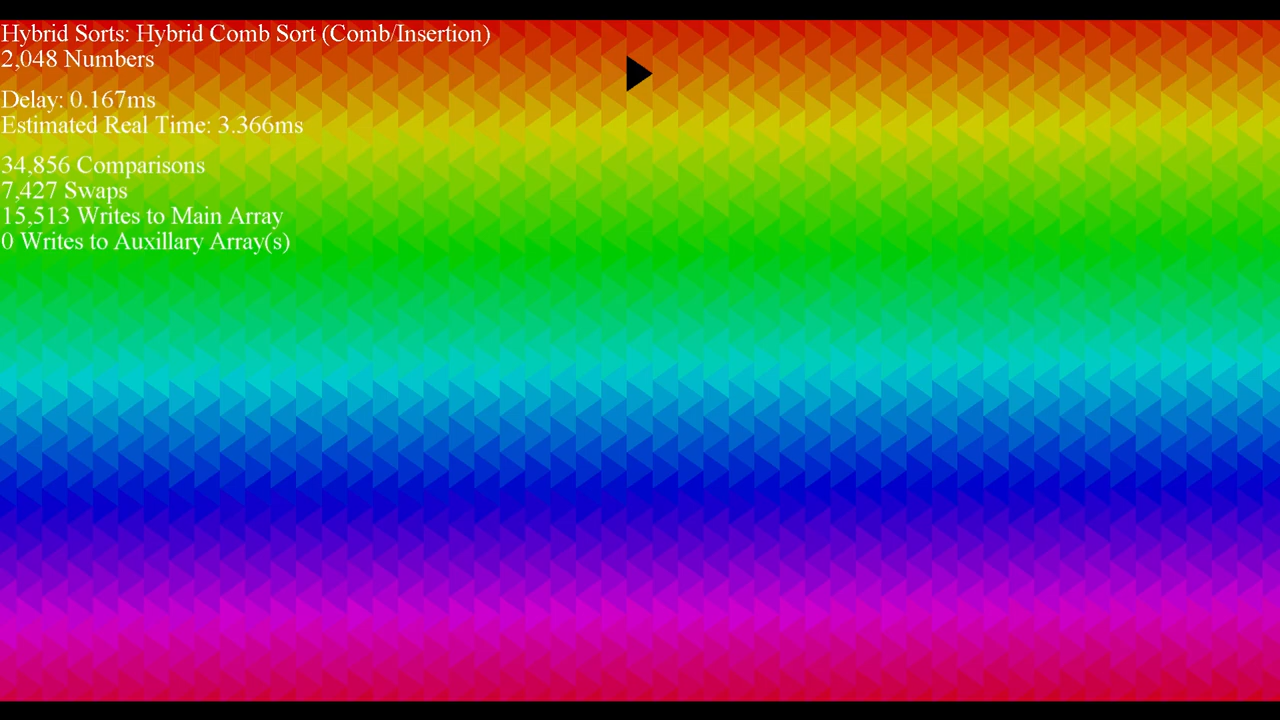 Hybrid Sorts: Hybrid Comb Sort (Comb/Insertion)
2,048 Numbers
Delay: 0.167ms
Estimated Real Time: 3.366ms
34,856 Comparisons
7,427 Swaps
15,513 Writes to Main Array
0 Writes to Auxillary Array(s)